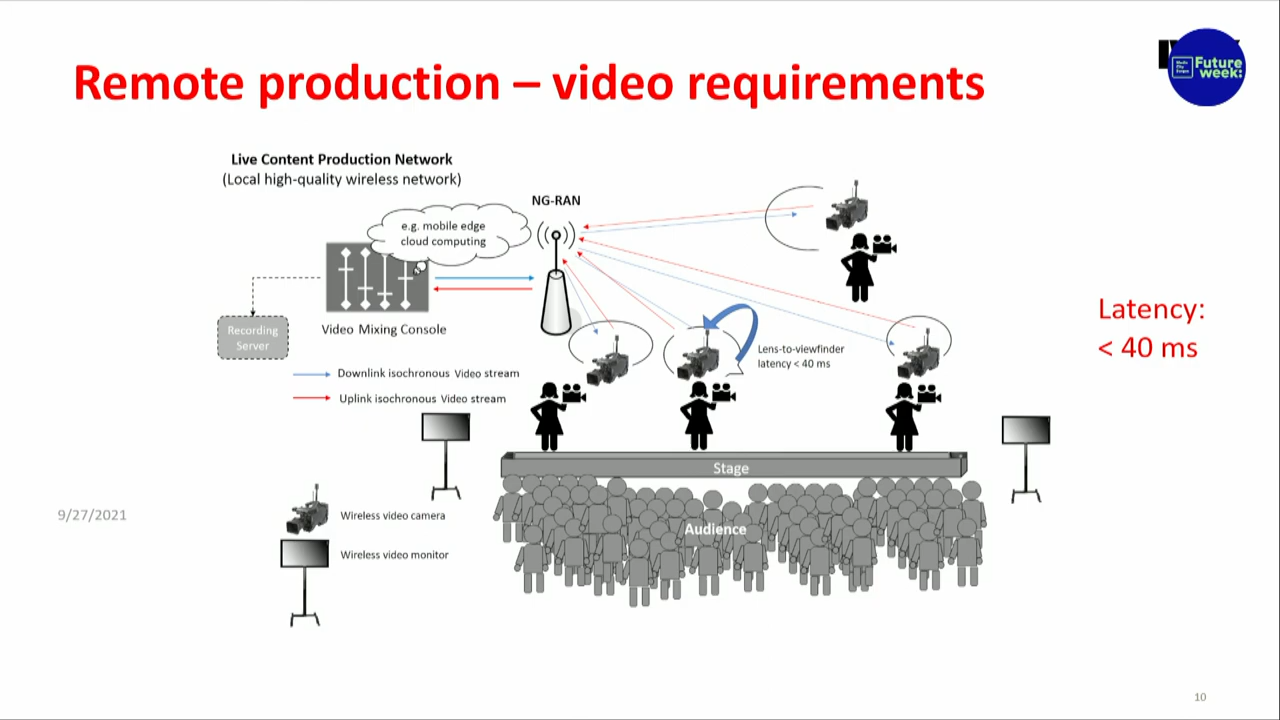 Remote production – video requirements
Future
week:
Live Content Production Network
(Local high-quality wireless network)
NG-RAN
e.g. mobile edge
cloud computing
Recording
Server
Video Mixing Console
Latency:
< 40 ms
Lens-to-viewfinder
latency < 40 ms
Downlink isochronous Video stream
Uplink isochronous Video stream
Stage
Audience
9/27/2021
Wireless video camera
Wireless video monitor
10